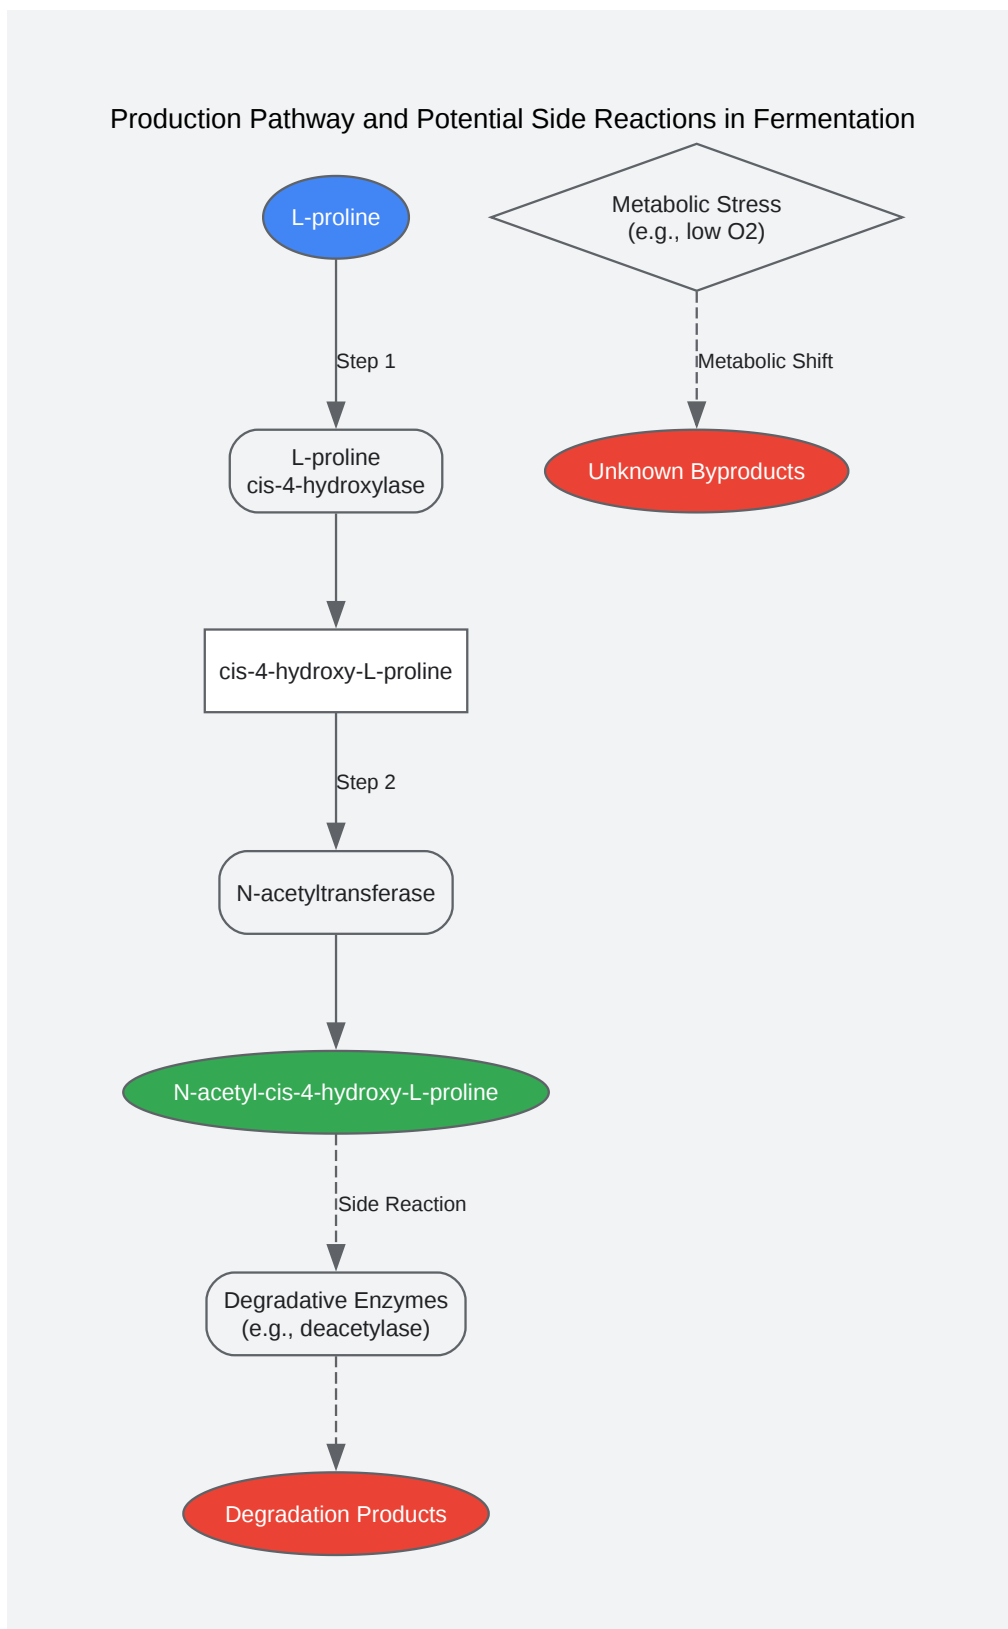 Production Pathway and Potential Side Reactions in Fermentation
L-proline
Metabolic Stress
(e.g., low O2)
Step 1
Metabolic Shift
L-proline
cis-4-hydroxylase
Unknown Byproducts
cis-4-hydroxy-L-proline
Step 2
N-acetyltransferase
N-acetyl-cis-4-hydroxy-L-proline
Side Reaction
Degradative Enzymes
(e.g., deacetylase)
Degradation Products